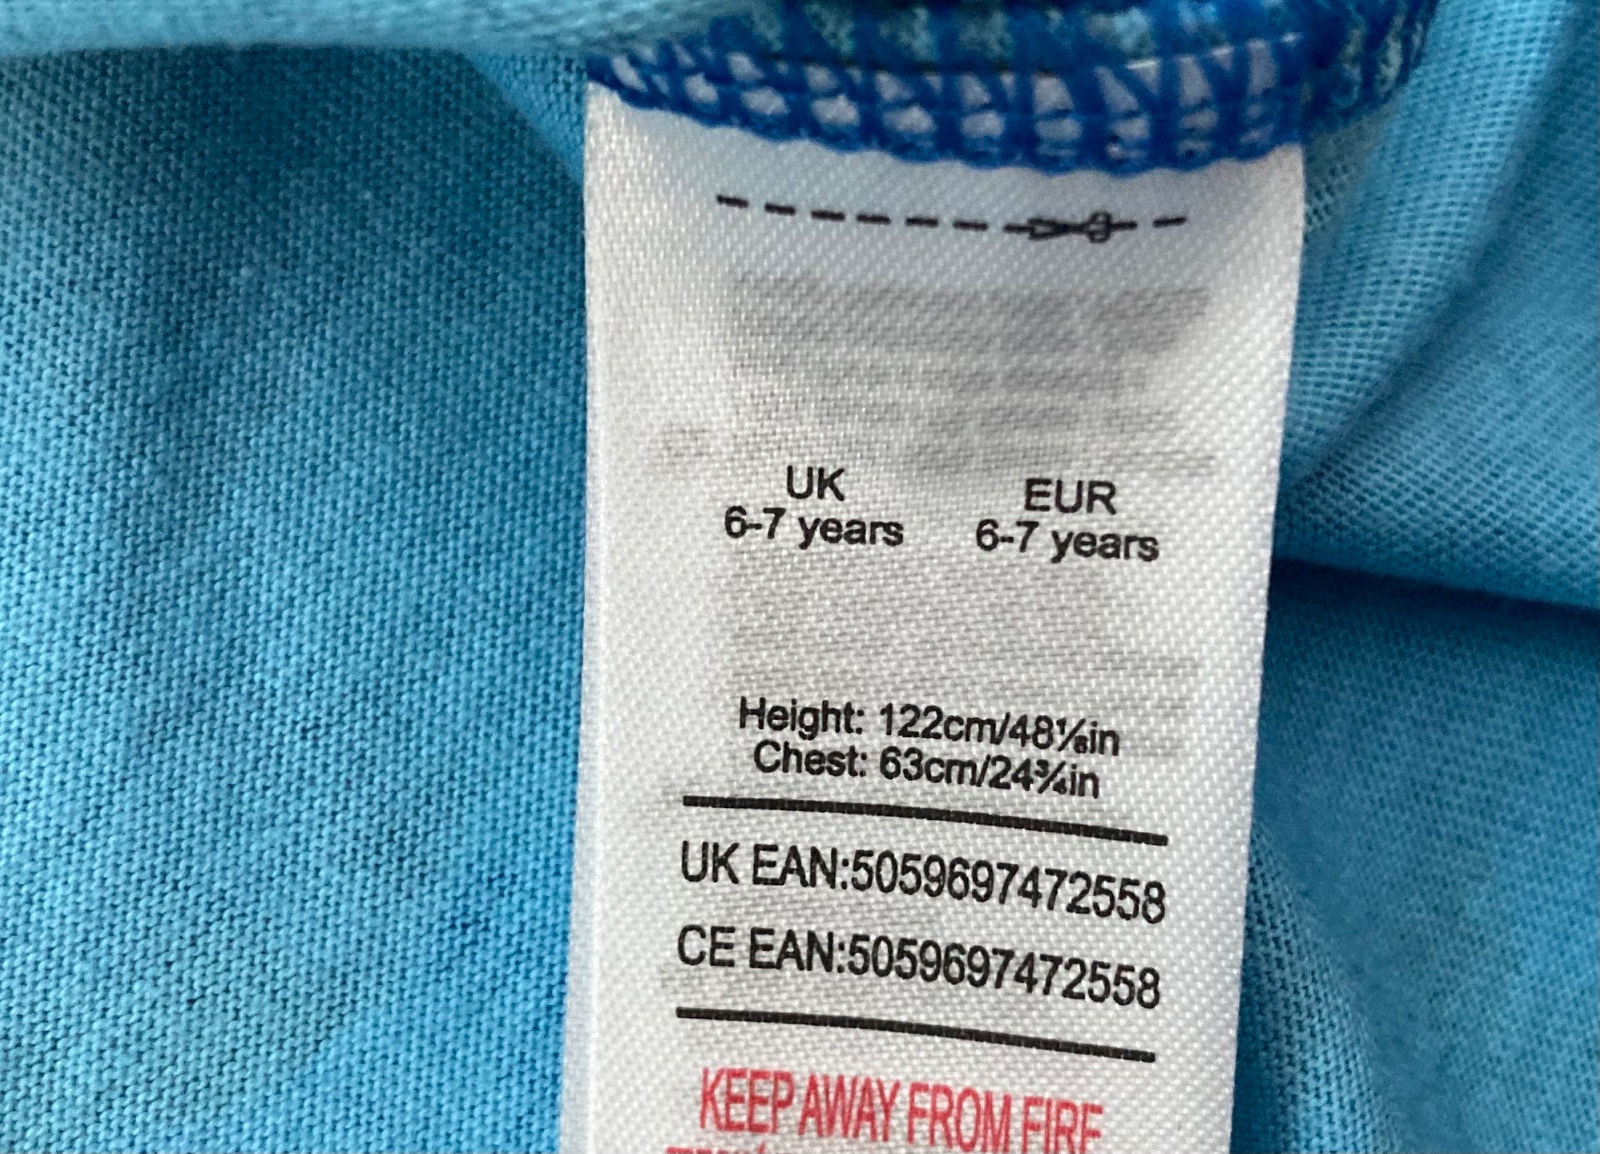 UK EUR
6-7 years 6-7 years
Height: 122cm/48⅛in
Chest: 63cm/24¾in
UK EAN:5059697472558
CE EAN:5059697472558
KEEP AWAY FROM FIRE